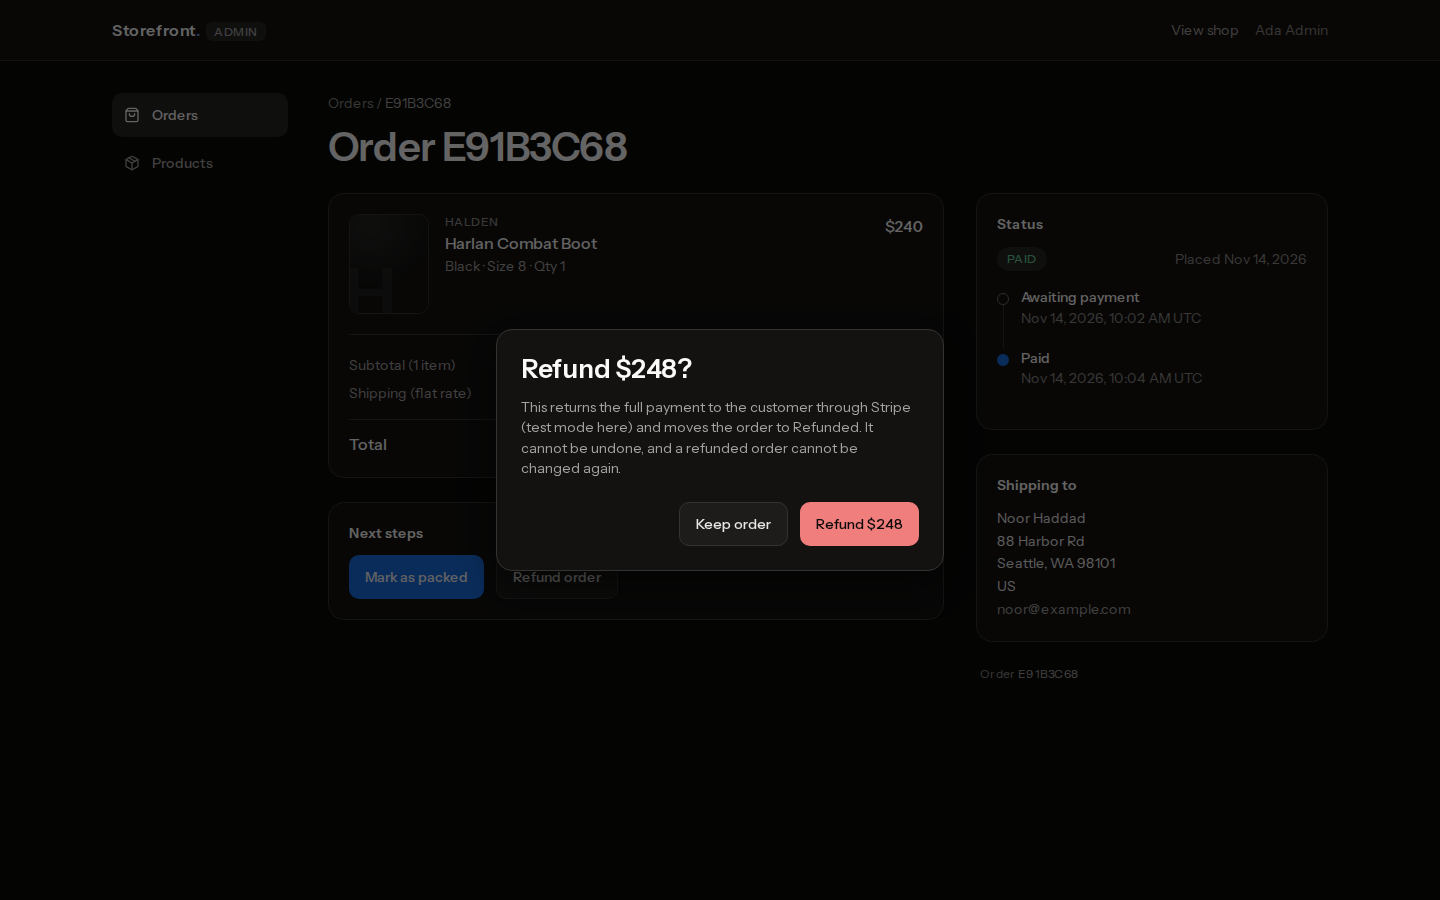 Storefront. ADMIN
View shop
Ada Admin
Orders
Products
Orders / E91B3C68
Order E91B3C68
HALDEN
Harlan Combat Boot
Black · Size 8 · Qty 1
$240
Subtotal (1 item)
Shipping (flat rate)
Total
Next steps
Mark as packed
Refund order
Refund $248?
This returns the full payment to the customer through Stripe
(test mode here) and moves the order to Refunded. It
cannot be undone, and a refunded order cannot be
changed again.
Keep order
Refund $248
Status
PAID
Placed Nov 14, 2026
Awaiting payment
Nov 14, 2026, 10:02 AM UTC
Paid
Nov 14, 2026, 10:04 AM UTC
Shipping to
Noor Haddad
88 Harbor Rd
Seattle, WA 98101
US
noor@example.com
Order E91B3C68